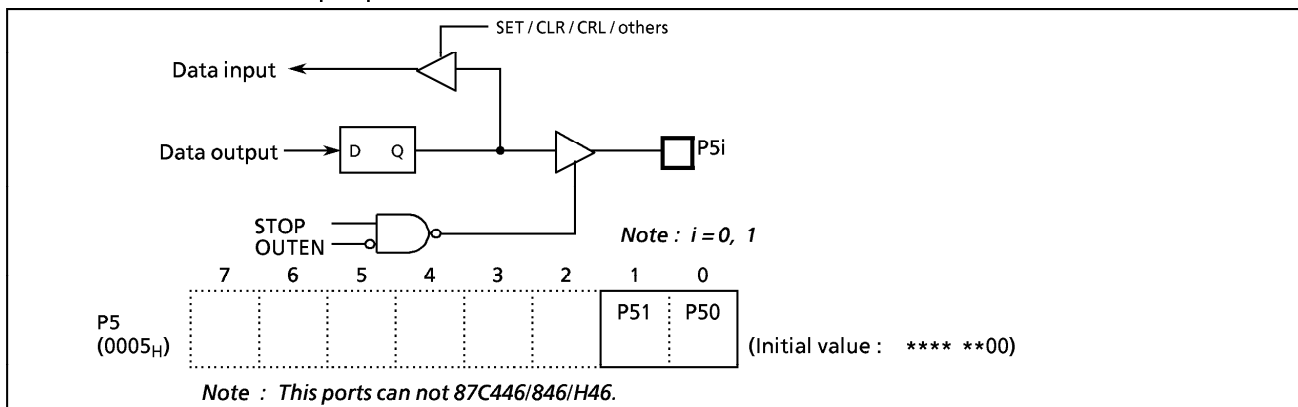 SET / CLR / CRL / others
Data input
Data output
D Q
P5i
STOP
OUTEN
Note : i = 0, 1
7 6 5 4 3 2 1 0
P5
(0005H)
P51 P50
(Initial value : **** **00)
Note : This ports can not 87C446/846/H46.